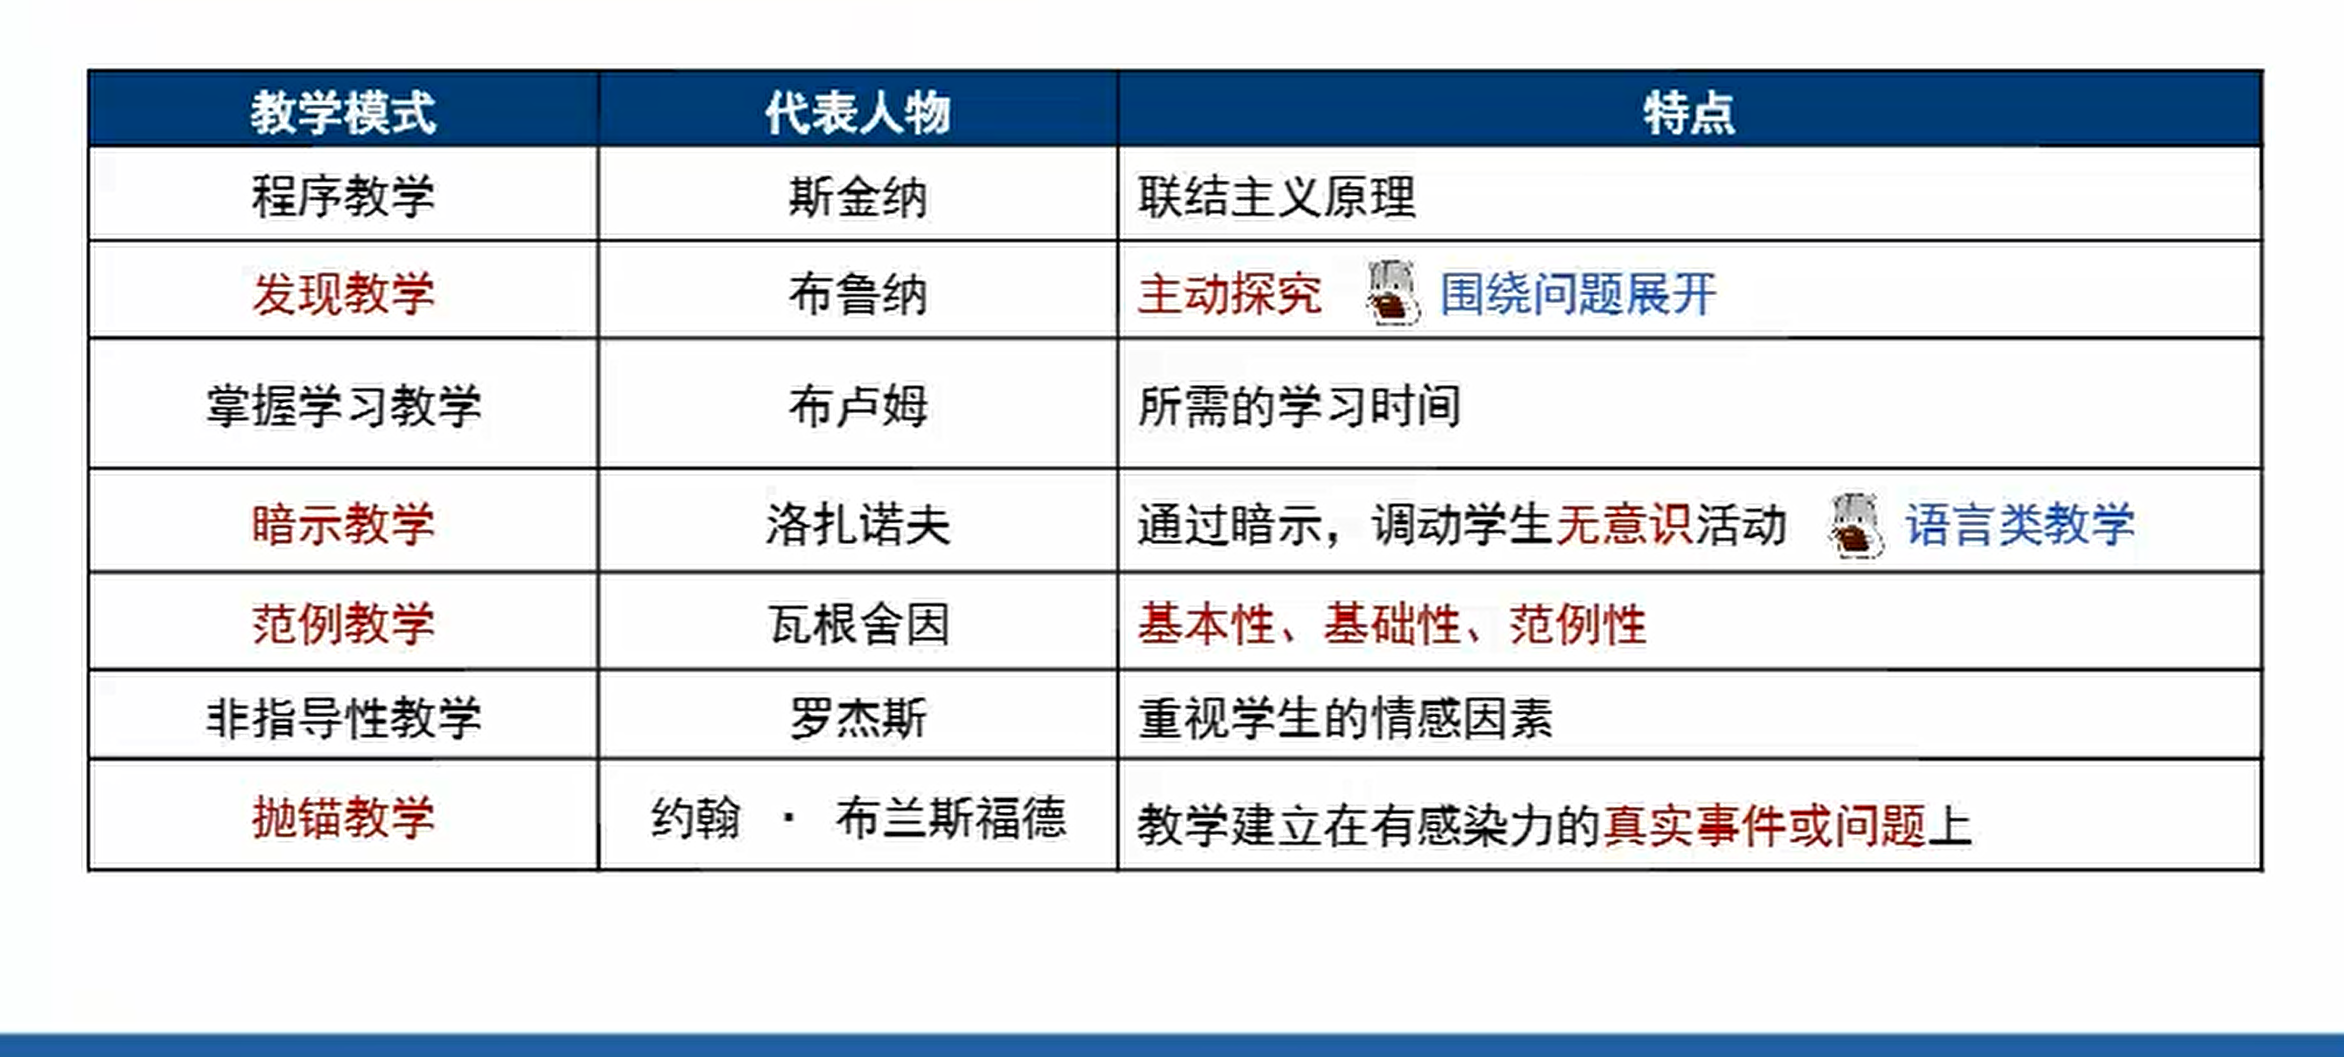 教学模式 代表人物 特点
程序教学 斯金纳 联结主义原理
发现教学 布鲁纳 主动探究 围绕问题展开
掌握学习教学 布卢姆 所需的学习时间
暗示教学 洛扎诺夫 通过暗示，调动学生无意识活动 语言类教学
范例教学 瓦根舍因 基本性、基础性、范例性
非指导性教学 罗杰斯 重视学生的情感因素
抛锚教学 约翰 · 布兰斯福德 教学建立在有感染力的真实事件或问题上